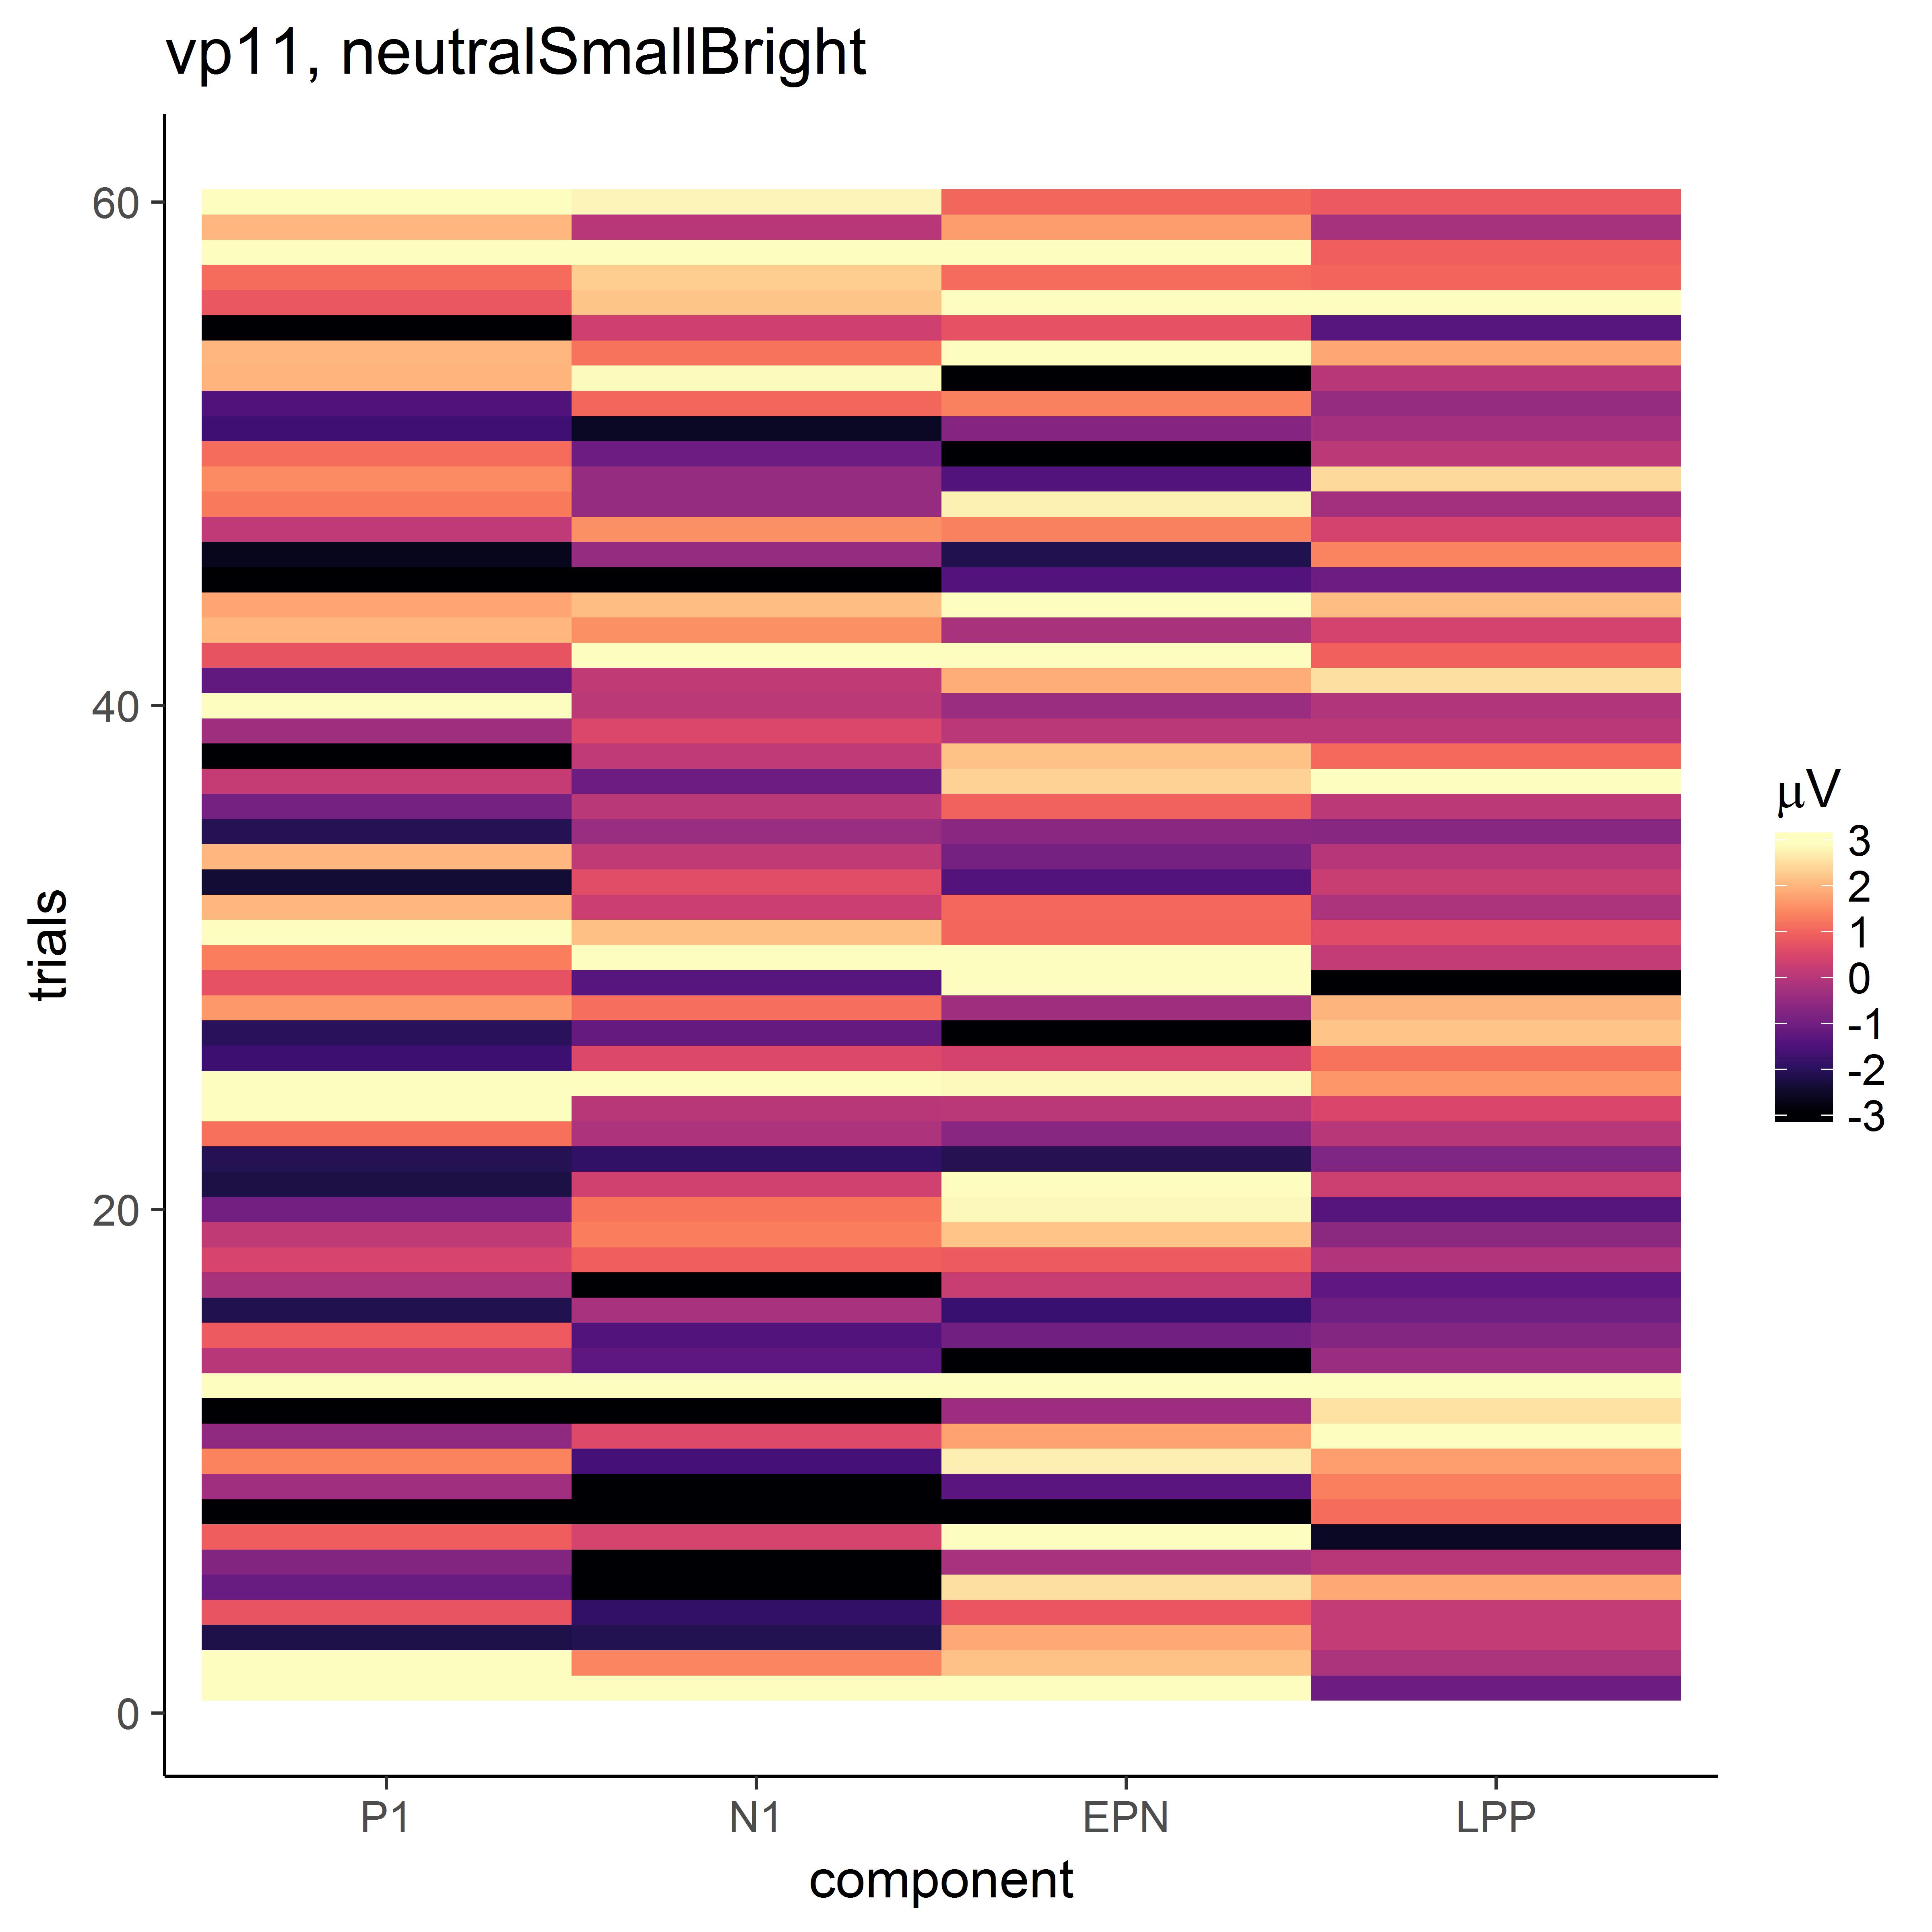 vp11, neutralSmallBright
60
40
20
0
trials
P1 N1 EPN LPP
component
μV
3
2
1
0
-1
-2
-3